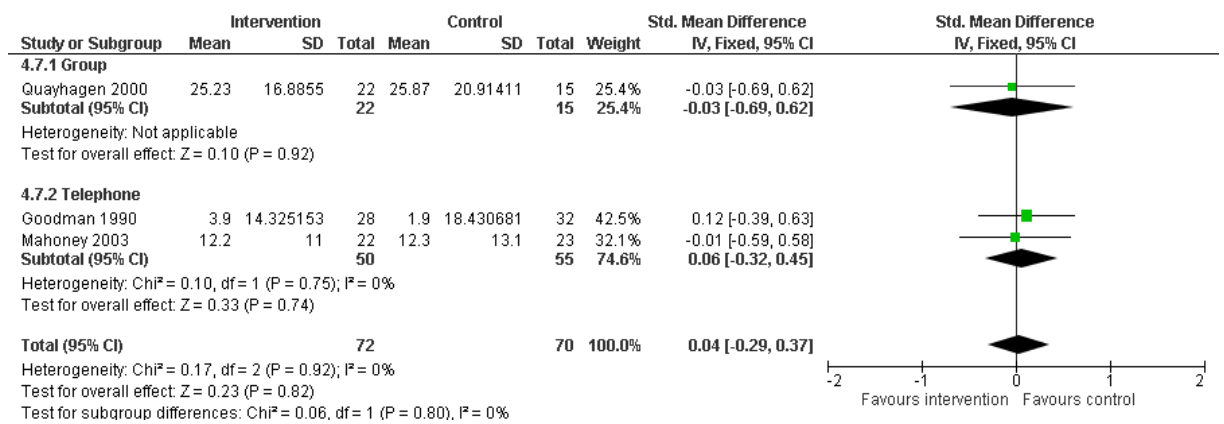 Intervention Control Std. Mean Difference Std. Mean Difference
Study or Subgroup Mean SD Total Mean SD Total Weight IV, Fixed, 95% CI IV, Fixed, 95% CI
4.7.1 Group
Quayhagen 2000 25.23 16.8855 22 25.87 20.91411 15 25.4% -0.03 [-0.69, 0.62]
Subtotal (95% CI) 22 15 25.4% -0.03 [-0.69, 0.62]
Heterogeneity: Not applicable
Test for overall effect: Z = 0.10 (P = 0.92)
4.7.2 Telephone
Goodman 1990 3.9 14.325153 28 1.9 18.430681 32 42.5% 0.12 [-0.39, 0.63]
Mahoney 2003 12.2 11 22 12.3 13.1 23 32.1% -0.01 [-0.59, 0.58]
Subtotal (95% CI) 50 55 74.6% 0.06 [-0.32, 0.45]
Heterogeneity: Chi² = 0.10, df = 1 (P = 0.75); I² = 0%
Test for overall effect: Z = 0.33 (P = 0.74)
Total (95% CI) 72 70 100.0% 0.04 [-0.29, 0.37]
Heterogeneity: Chi² = 0.17, df = 2 (P = 0.92); I² = 0%
Test for overall effect: Z = 0.23 (P = 0.82)
Test for subgroup differences: Chi² = 0.06, df = 1 (P = 0.80), I² = 0%
-2 -1 0 1 2
Favours intervention Favours control